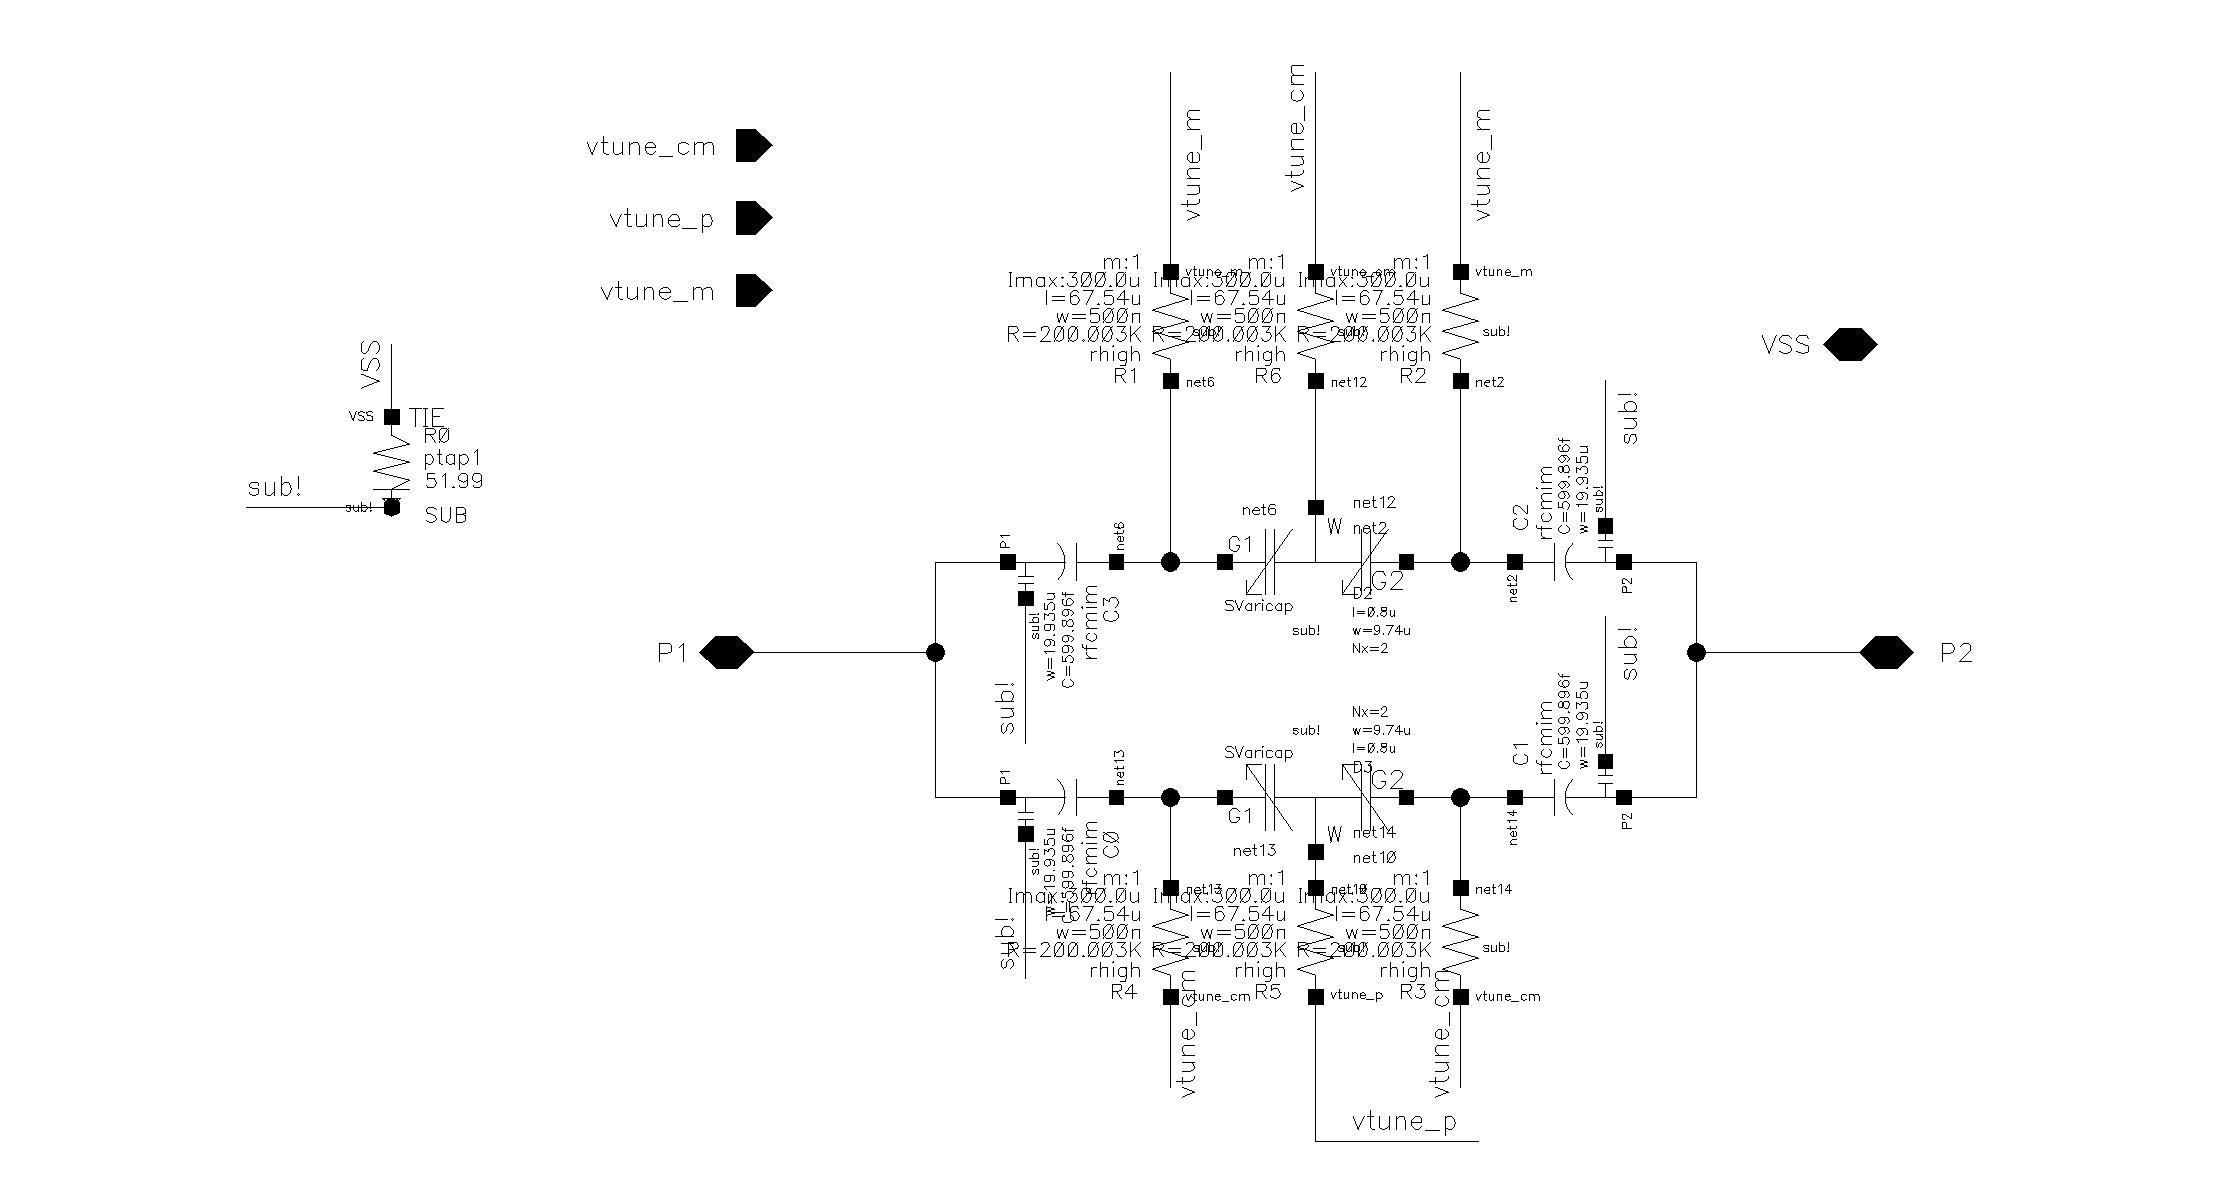 vtune_cm
vtune_p
vtune_m
VSS
VSS
TIE
R0
ptap1
51.99
sub!
sub!
SUB
vtune_m
vtune_cm
vtune_m
m:1
Imax:300.0u
l=67.54u
w=500n
R=200.003K
rhigh
R1
vtune_m
sub!
net6
m:1
Imax:300.0u
l=67.54u
w=500n
R=200.003K
rhigh
R6
vtune_cm
sub!
net12
m:1
Imax:300.0u
l=67.54u
w=500n
R=200.003K
rhigh
R2
vtune_m
sub!
net2
VSS
P1
P1
net6
sub!
w=19.935u
C=599.896f
rfcmim
C3
sub!
net6
G1
SVaricap
sub!
W
net12
net2
G2
D2
l=0.8u
w=9.74u
Nx=2
C2
rfcmim
C=599.896f
w=19.935u
sub!
sub!
net2
P2
P2
P1
net13
sub!
w=19.935u
C=599.896f
rfcmim
C0
sub!
SVaricap
sub!
G1
net13
Nx=2
w=9.74u
l=0.8u
D3
G2
W
net14
net10
C1
rfcmim
C=599.896f
w=19.935u
sub!
sub!
net14
P2
m:1
Imax:300.0u
l=67.54u
w=500n
R=200.003K
rhigh
R4
net13
sub!
vtune_cm
vtune_cm
m:1
Imax:300.0u
l=67.54u
w=500n
R=200.003K
rhigh
R5
net10
sub!
vtune_p
vtune_p
m:1
Imax:300.0u
l=67.54u
w=500n
R=200.003K
rhigh
R3
net14
sub!
vtune_cm
vtune_cm